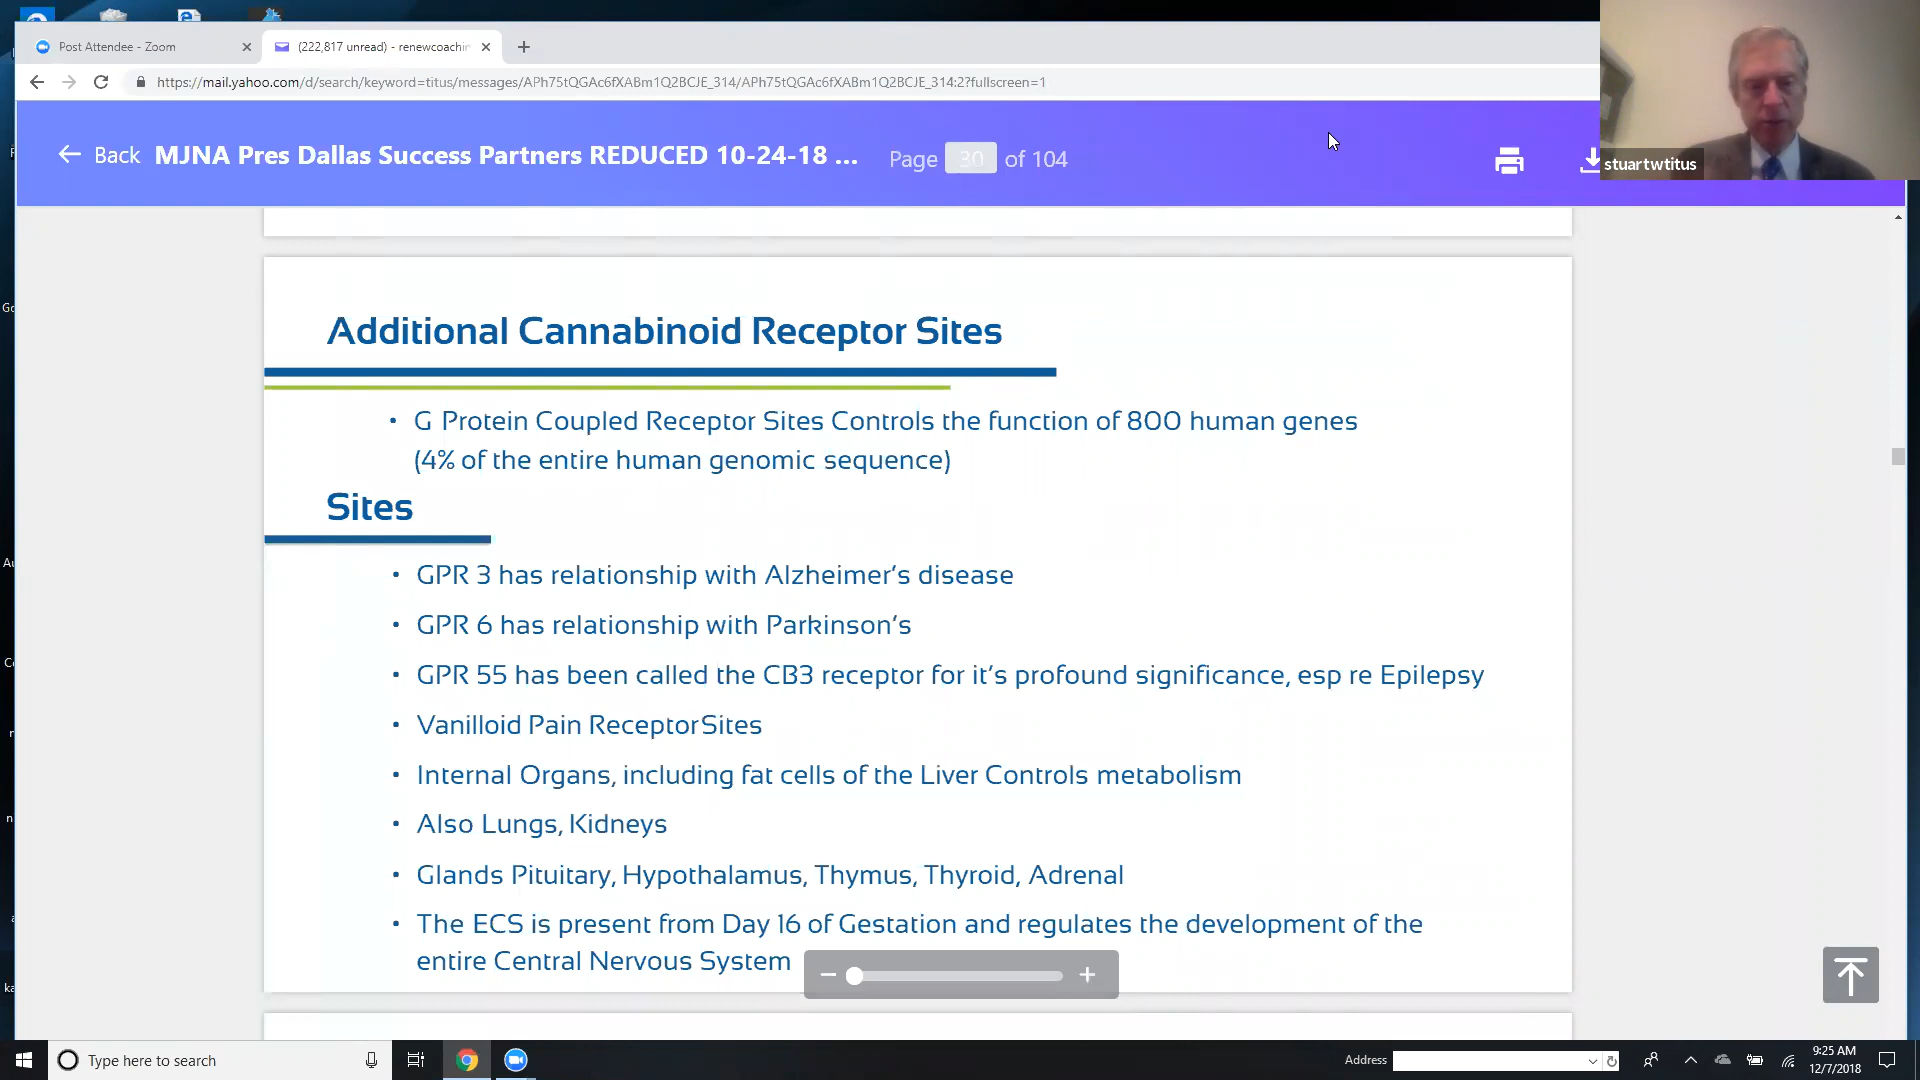 Post Attendee - Zoom
(222,817 unread) - renewcoachin
https://mail.yahoo.com/d/search/keyword=titus/messages/APh75tQGAc6fXABm1Q2BCJE_314/APh75tQGAc6fXABm1Q2BCJE_314:2?fullscreen=1
Back MJNA Pres Dallas Success Partners REDUCED 10-24-18 ... Page 30 of 104
stuartwtitus
Additional Cannabinoid Receptor Sites
• G Protein Coupled Receptor Sites Controls the function of 800 human genes
(4% of the entire human genomic sequence)
Sites
• GPR 3 has relationship with Alzheimer's disease
• GPR 6 has relationship with Parkinson's
• GPR 55 has been called the CB3 receptor for it's profound significance, esp re Epilepsy
• Vanilloid Pain ReceptorSites
• Internal Organs, including fat cells of the Liver Controls metabolism
• Also Lungs, Kidneys
• Glands Pituitary, Hypothalamus, Thymus, Thyroid, Adrenal
• The ECS is present from Day 16 of Gestation and regulates the development of the
entire Central Nervous System
Type here to search
Address
9:25 AM
12/7/2018